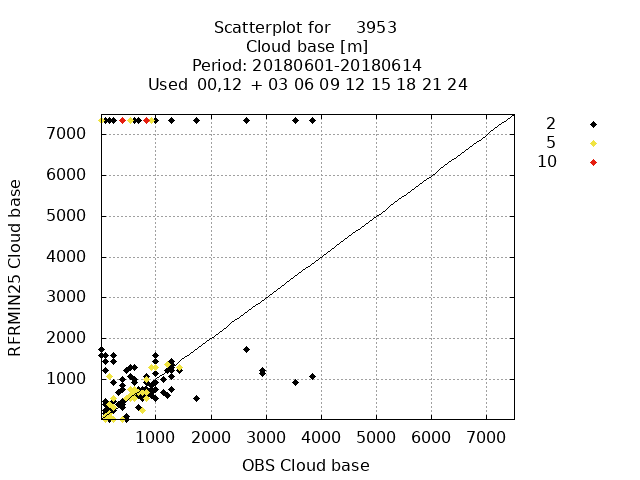 Scatterplot for 3953
Cloud base [m]
Period: 20180601-20180614
Used 00,12 + 03 06 09 12 15 18 21 24
2
5
10
7000
6000
5000
4000
3000
2000
1000
RFRMIN25 Cloud base
1000 2000 3000 4000 5000 6000 7000
OBS Cloud base